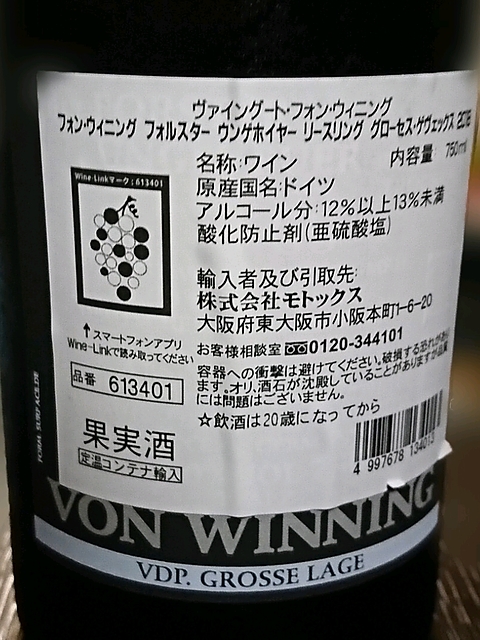 ヴァイングート・フォン・ウィニング
フォン・ウィニング フォルスター ウンゲホイヤー リースリング グローセス・ゲヴェックス
名称:ワイン 内容量 750ml
原産国名:ドイツ
アルコール分:12%以上13%未満
酸化防止剤(亜硫酸塩)
Wine-Linkマーク:613401
輸入者及び引取先:
株式会社モトックス
大阪府東大阪市小阪本町1-6-20
↑スマートフォンアプリ
Wine-Linkで読み取ってください
お客様相談室 0120-344101
品番 613401
容器への衝撃は避けてください。破損する恐れがあり
ます。オリ、酒石が沈殿していることがありますが品質
には問題はございません。
☆飲酒は20歳になってから
果実酒
定温コンテナ輸入
4 997678 134013
FORM: SURFACE.DE
VON WINNING
VDP. GROSSE LAGE